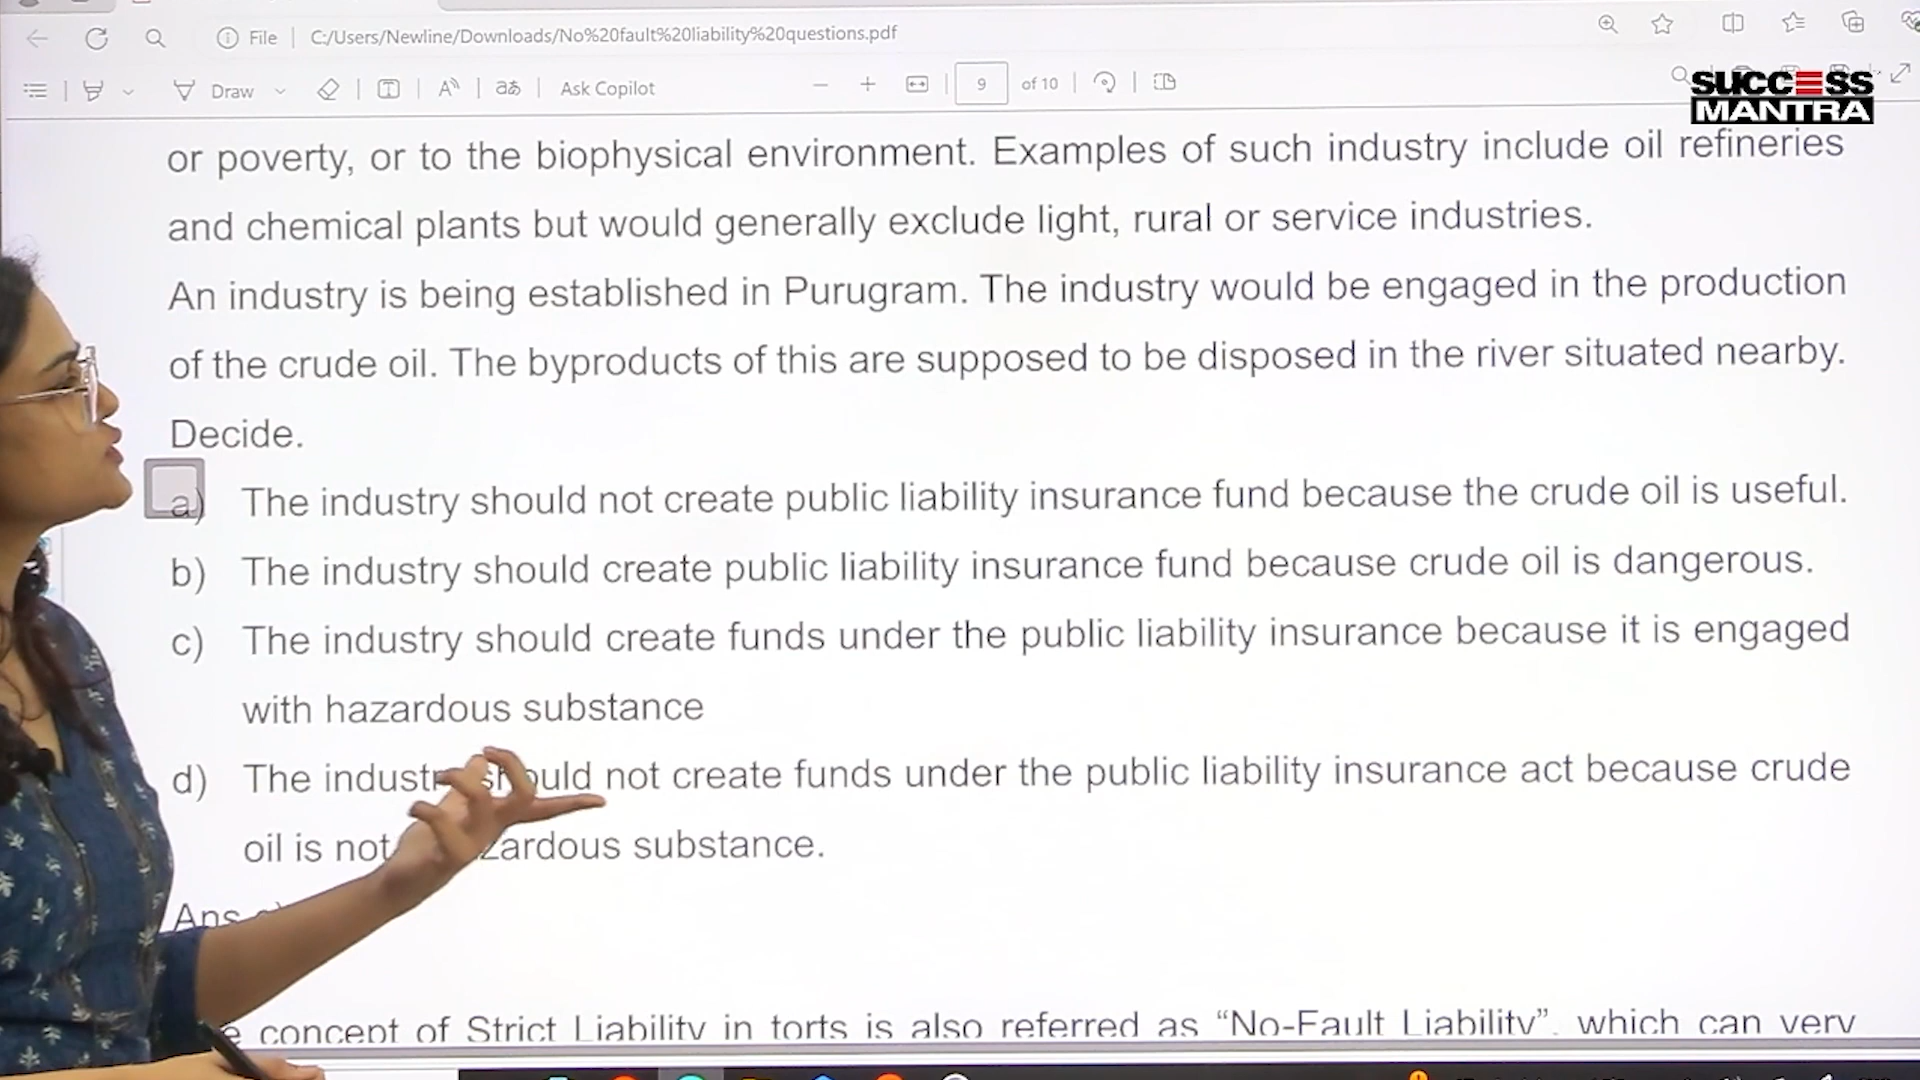 File
C:/Users/Newline/Downloads/No%20fault%20liability%20questions.pdf
Draw
aあ
Ask Copilot
9
of 10
SUCCESS
MANTRA
or poverty, or to the biophysical environment. Examples of such industry include oil refineries
and chemical plants but would generally exclude light, rural or service industries.
An industry is being established in Purugram. The industry would be engaged in the production
of the crude oil. The byproducts of this are supposed to be disposed in the river situated nearby.
Decide.
a) The industry should not create public liability insurance fund because the crude oil is useful.
b) The industry should create public liability insurance fund because crude oil is dangerous.
c) The industry should create funds under the public liability insurance because it is engaged
with hazardous substance
d) The industry should not create funds under the public liability insurance act because crude
oil is not hazardous substance.
Ans
concept of Strict Liability in torts is also referred as “No-Fault Liability”, which can very